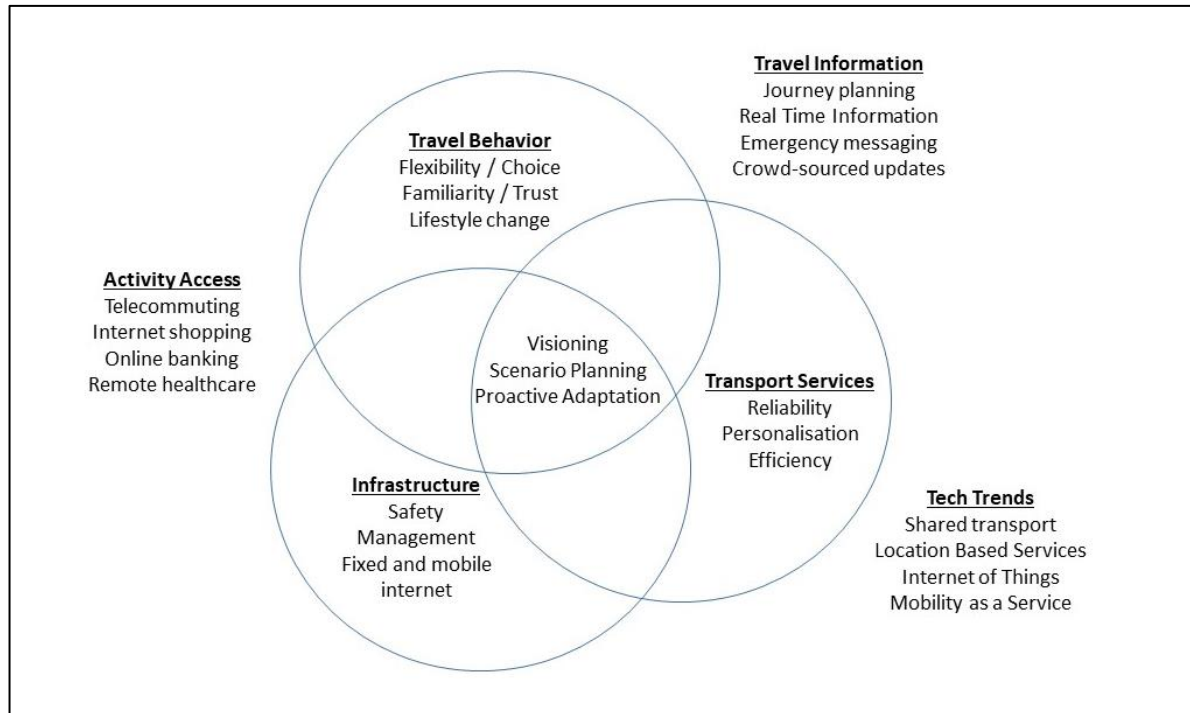 Travel Information
Journey planning
Real Time Information
Emergency messaging
Crowd-sourced updates
Travel Behavior
Flexibility / Choice
Familiarity / Trust
Lifestyle change
Activity Access
Telecommuting
Internet shopping
Online banking
Remote healthcare
Visioning
Scenario Planning
Proactive Adaptation
Transport Services
Reliability
Personalisation
Efficiency
Infrastructure
Safety
Management
Fixed and mobile
internet
Tech Trends
Shared transport
Location Based Services
Internet of Things
Mobility as a Service